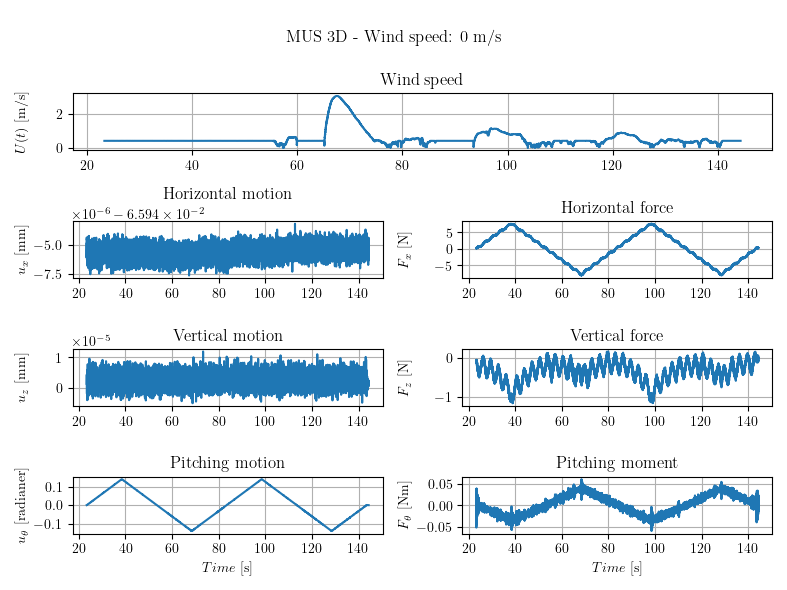 MUS 3D - Wind speed: 0 m/s
Wind speed
U(t) [m/s]
2
0
20 40 60 80 100 120 140
Horizontal motion
×10⁻⁶ − 6.594 × 10⁻²
u_x [mm]
−5.0
−7.5
20 40 60 80 100 120 140
Horizontal force
F_x [N]
5
0
−5
20 40 60 80 100 120 140
Vertical motion
×10⁻⁵
u_z [mm]
1
0
20 40 60 80 100 120 140
Vertical force
F_z [N]
0
−1
20 40 60 80 100 120 140
Pitching motion
u_θ [radianer]
0.1
0.0
−0.1
20 40 60 80 100 120 140
Time [s]
Pitching moment
F_θ [Nm]
0.05
0.00
−0.05
20 40 60 80 100 120 140
Time [s]